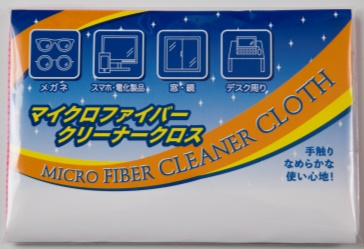 メガネ
スマホ・電化製品
窓・鏡
デスク周り
マイクロファイバー
クリーナークロス
MICRO FIBER CLEANER CLOTH
手触り
なめらかな
使い心地!